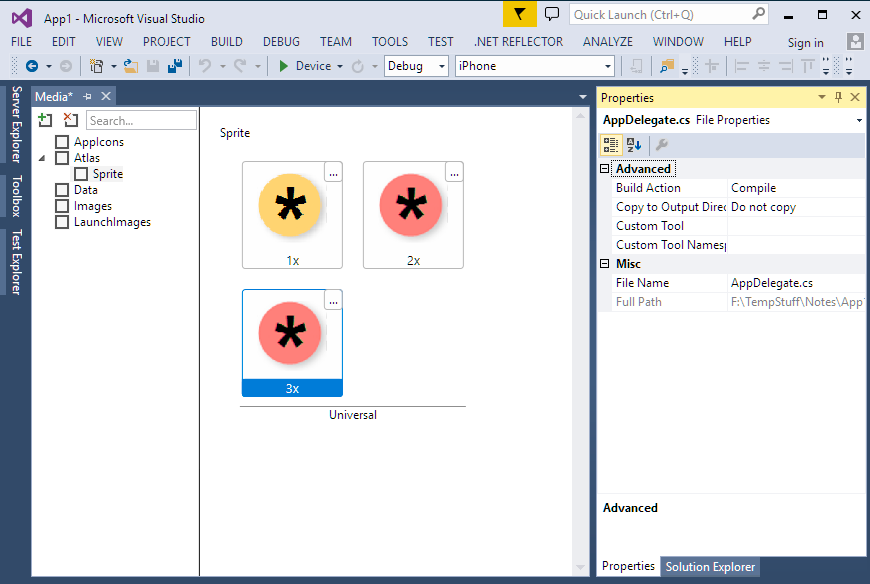 App1 - Microsoft Visual Studio
Quick Launch (Ctrl+Q)
FILE EDIT VIEW PROJECT BUILD DEBUG TEAM TOOLS TEST .NET REFLECTOR ANALYZE WINDOW HELP Sign in
Device Debug iPhone
Server Explorer
Toolbox
Test Explorer
Media*
Search...
AppIcons
Atlas
Sprite
Data
Images
LaunchImages
Sprite
... ...
1x 2x
...
3x
Universal
Properties
AppDelegate.cs File Properties
Advanced
Build Action Compile
Copy to Output Direc Do not copy
Custom Tool
Custom Tool Namesp
Misc
File Name AppDelegate.cs
Full Path F:\TempStuff\Notes\App1
Advanced
Properties Solution Explorer